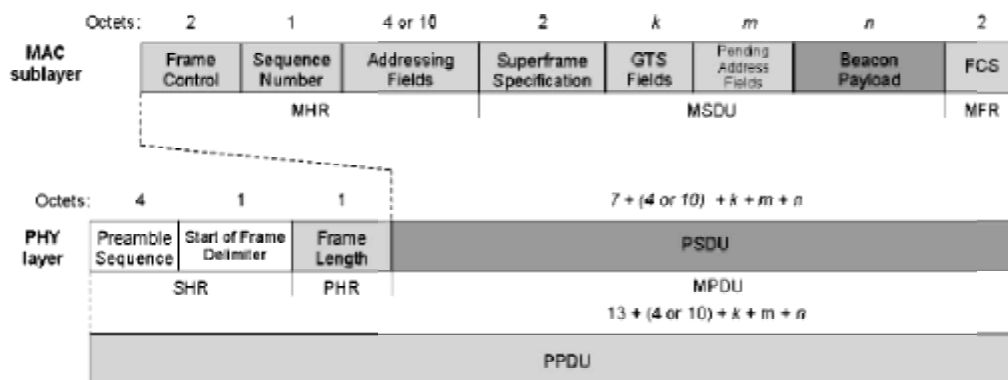 Octets: 2 1 4 or 10 2 k m n 2
MAC sublayer
Frame Control
Sequence Number
Addressing Fields
Superframe Specification
GTS Fields
Pending Address Fields
Beacon Payload
FCS
MHR MSDU MFR
Octets: 4 1 1 7 + (4 or 10) + k + m + n
PHY layer
Preamble Sequence
Start of Frame Delimiter
Frame Length
PSDU
SHR PHR MPDU
13 + (4 or 10) + k + m + n
PPDU